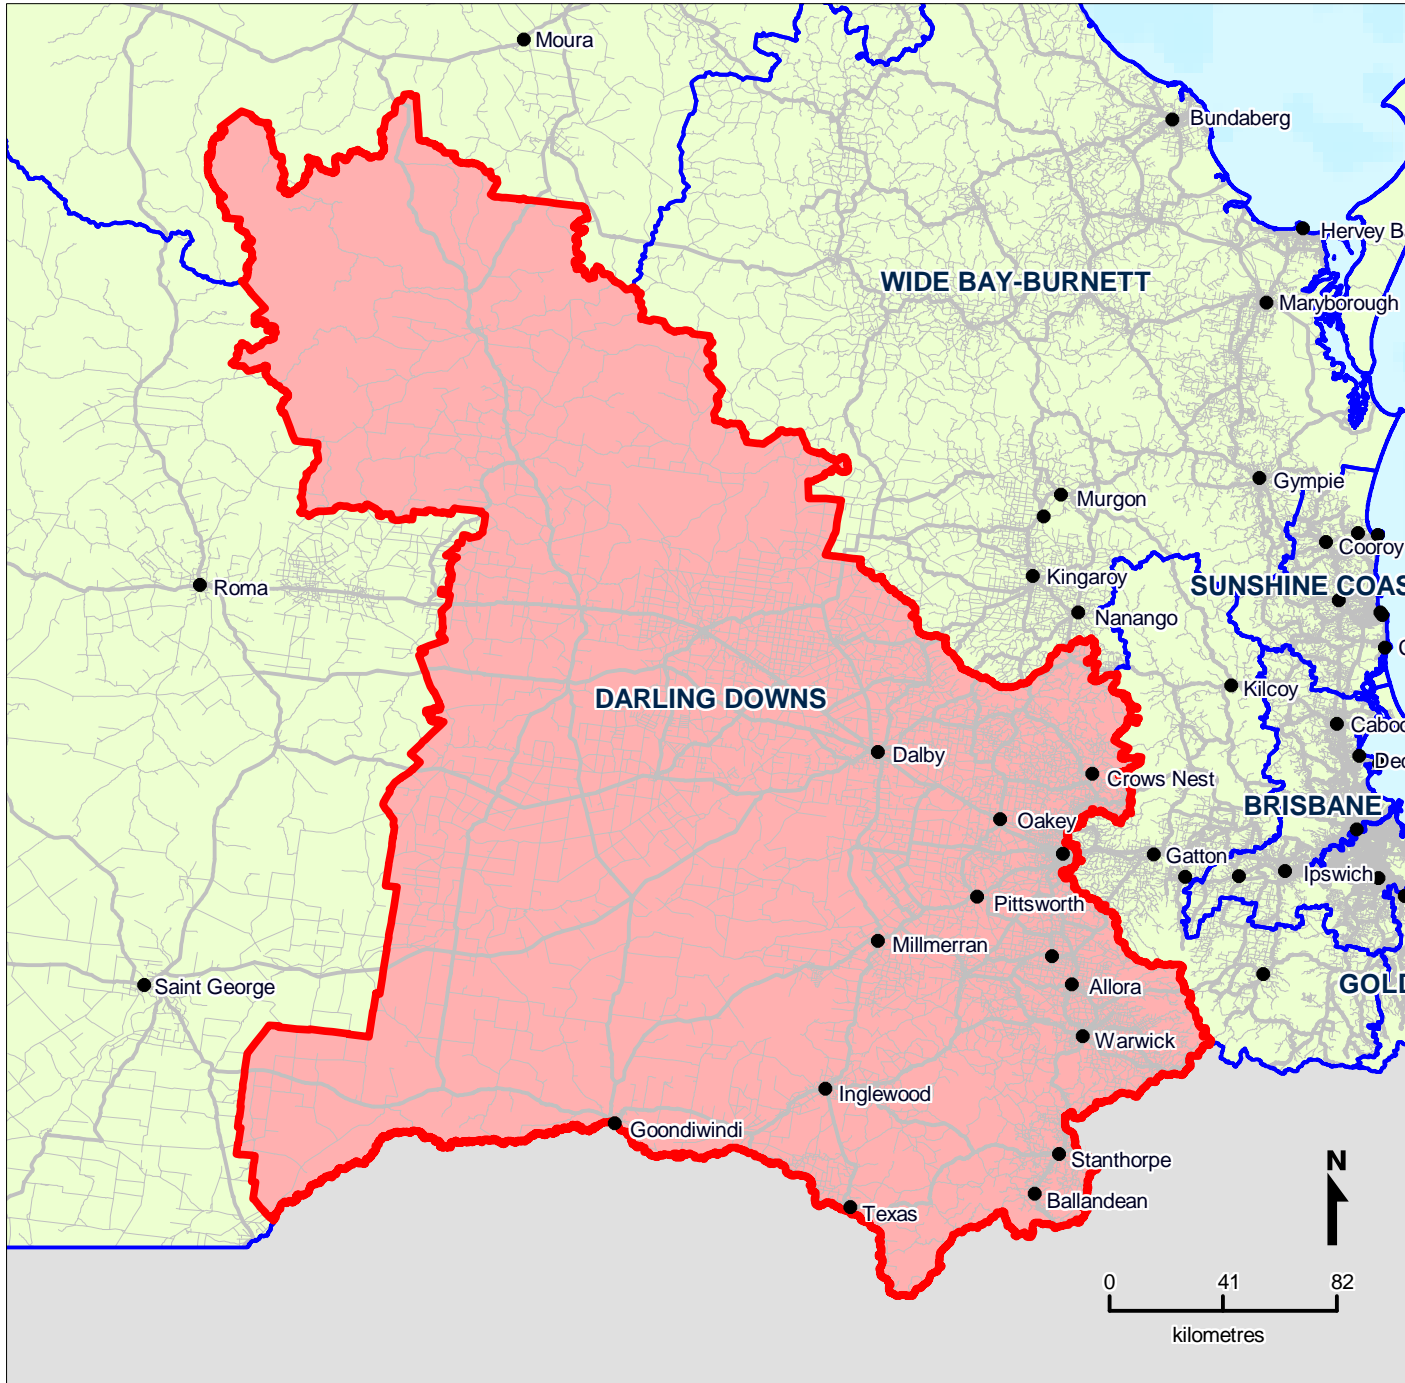 Moura
Bundaberg
Hervey B
WIDE BAY-BURNETT
Maryborough
Gympie
Murgon
Cooroy
Kingaroy
SUNSHINE COAS
Roma
Nanango
C
Kilcoy
DARLING DOWNS
Caboo
Dalby
Dec
Crows Nest
BRISBANE
Oakey
Gatton
Ipswich
Pittsworth
Millmerran
Saint George
Allora
GOLD
Warwick
Inglewood
Goondiwindi
Stanthorpe
N
Ballandean
Texas
0 41 82
kilometres